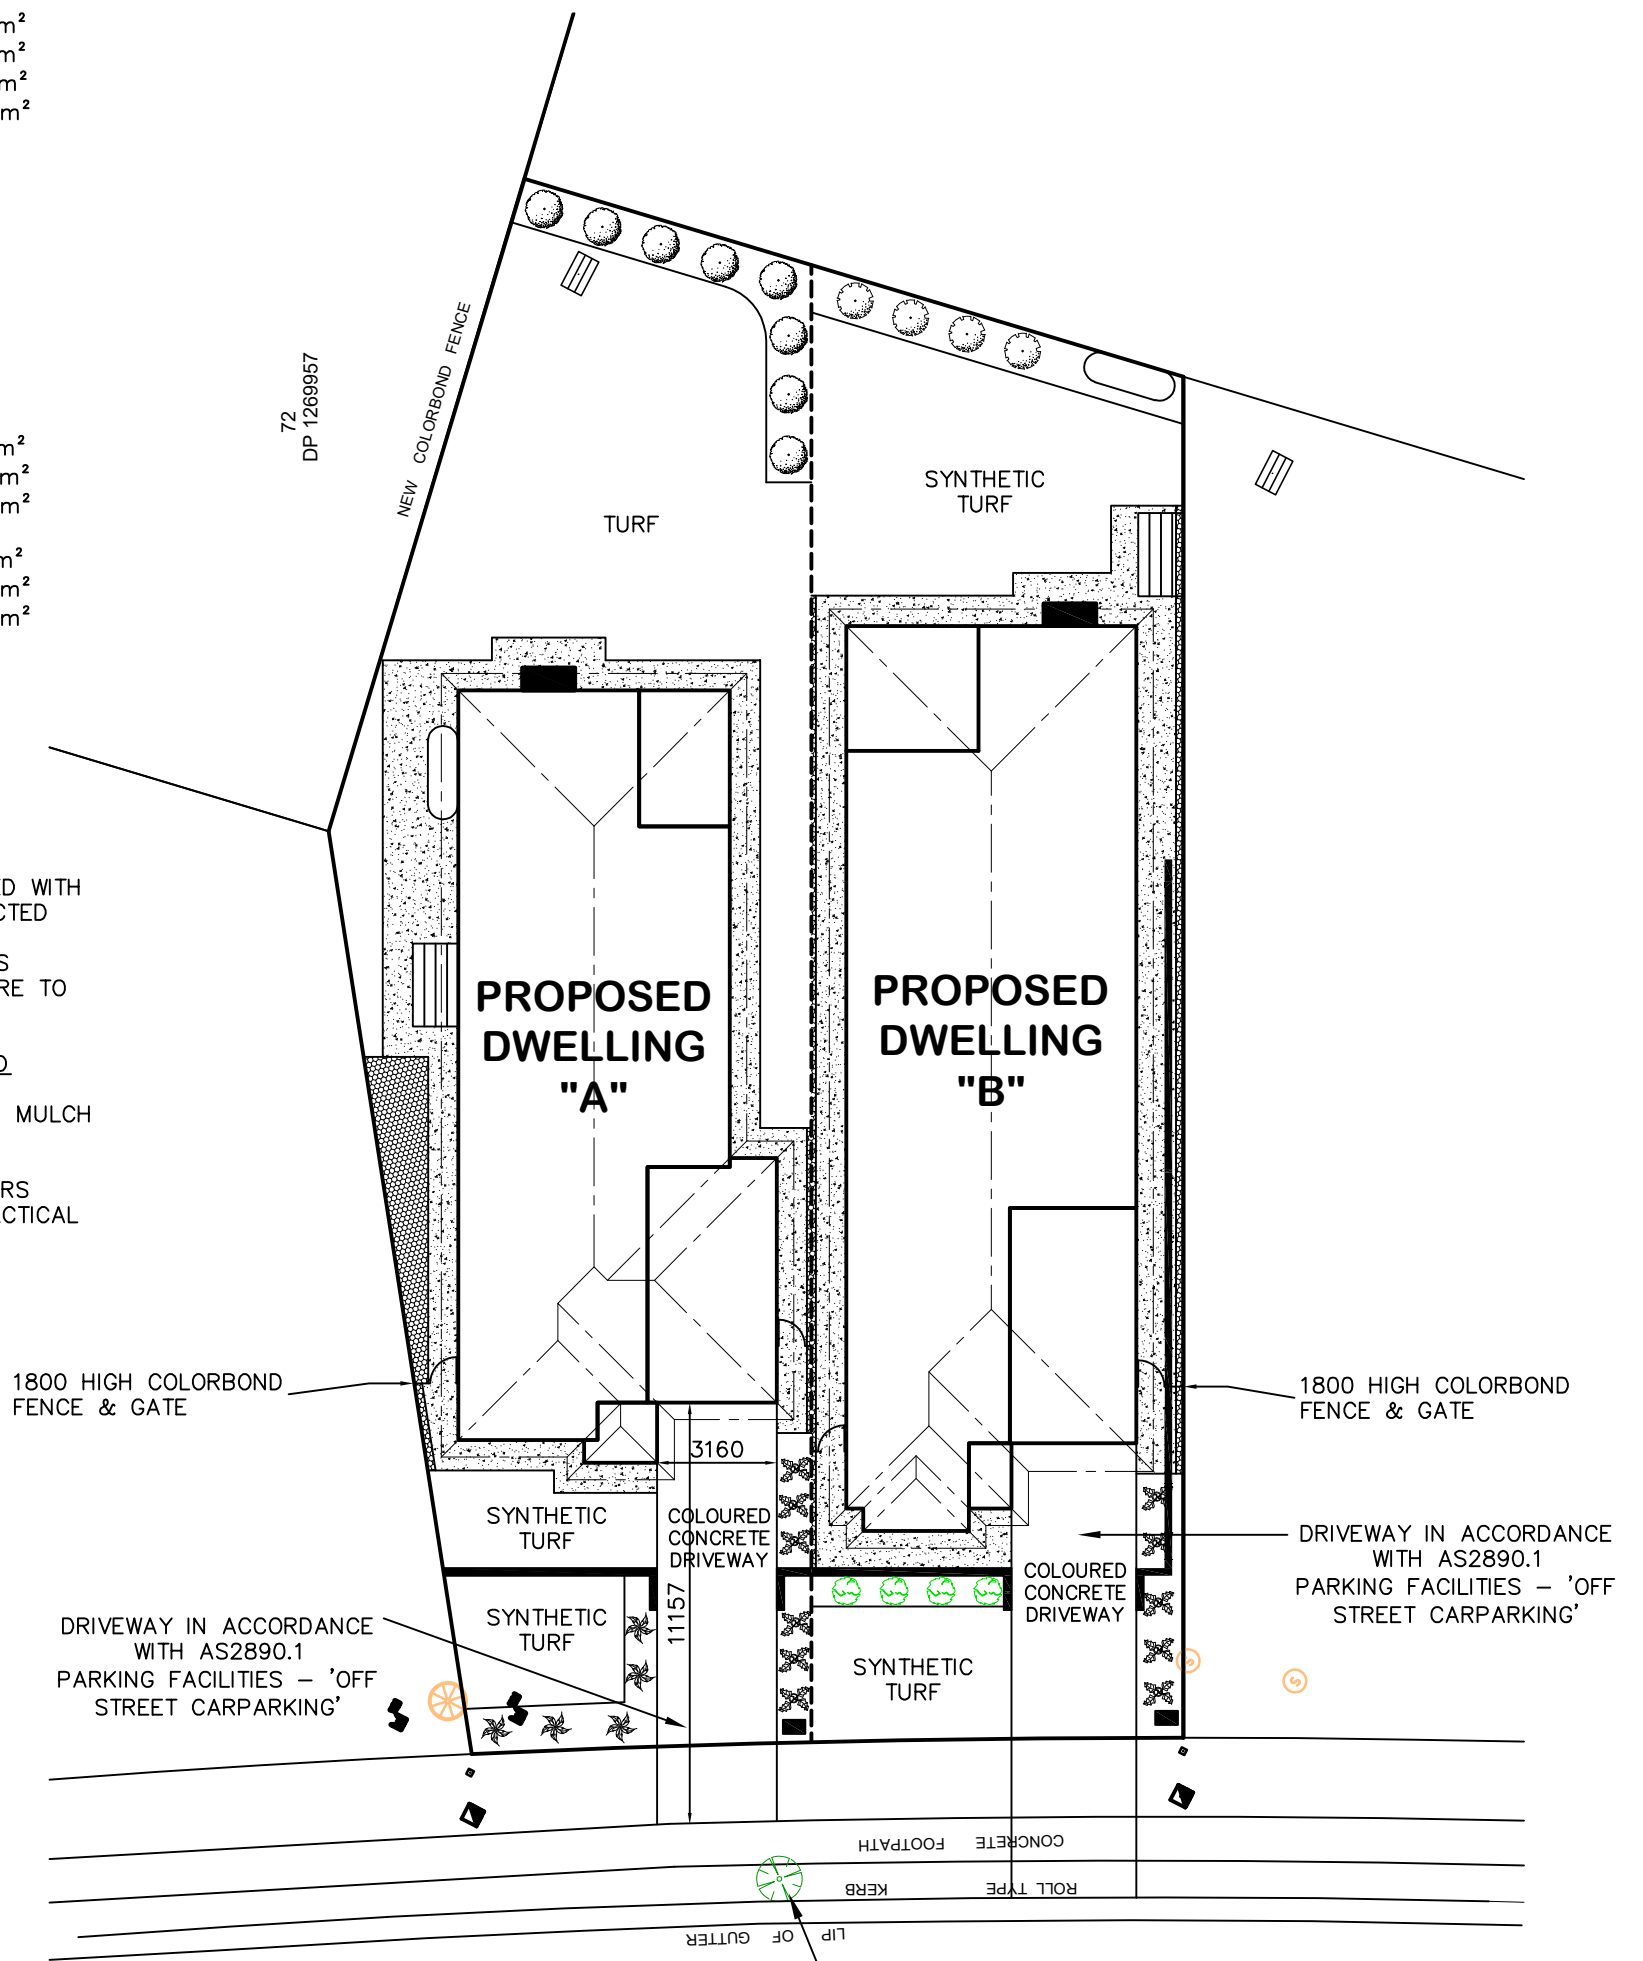 m²
m²
m²
m²
72
DP 1269957
NEW COLORBOND FENCE
m²
m²
m²
m²
m²
m²
TURF
SYNTHETIC
TURF
ED WITH
CTED
S
RE TO
MULCH
RS
ACTICAL
PROPOSED
DWELLING
"A"
PROPOSED
DWELLING
"B"
1800 HIGH COLORBOND
FENCE & GATE
1800 HIGH COLORBOND
FENCE & GATE
3160
SYNTHETIC
TURF
COLOURED
CONCRETE
DRIVEWAY
11157
SYNTHETIC
TURF
COLOURED
CONCRETE
DRIVEWAY
DRIVEWAY IN ACCORDANCE
WITH AS2890.1
PARKING FACILITIES – 'OFF
STREET CARPARKING'
DRIVEWAY IN ACCORDANCE
WITH AS2890.1
PARKING FACILITIES – 'OFF
STREET CARPARKING'
SYNTHETIC
TURF
S
S
CONCRETE FOOTPATH
ROLL TYPE KERB
LIP OF GUTTER